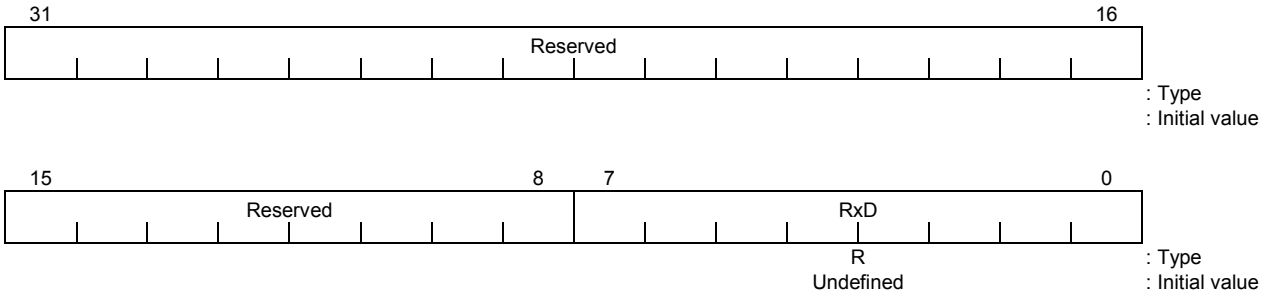 31 16
Reserved
: Type
: Initial value
15 8 7 0
Reserved RxD
R : Type
Undefined : Initial value